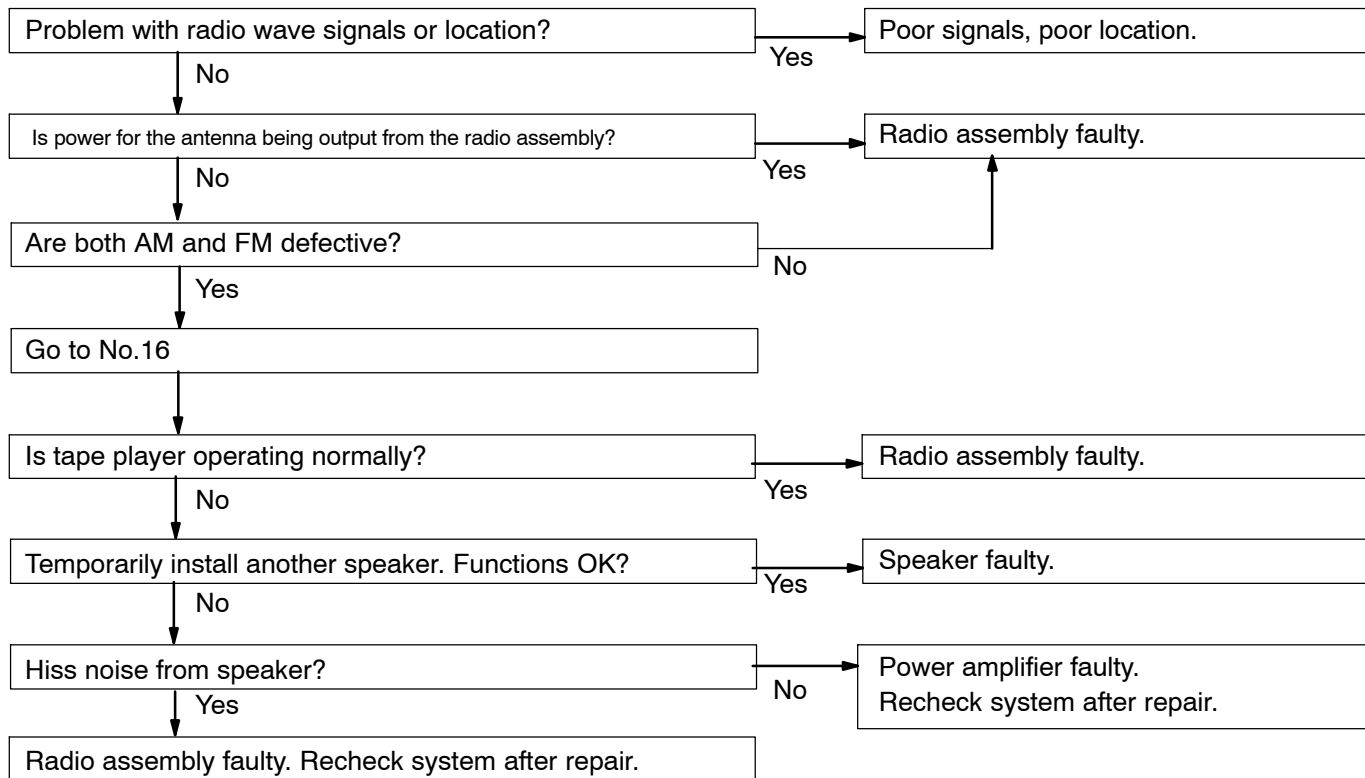 Problem with radio wave signals or location?
Yes
Poor signals, poor location.
No
Is power for the antenna being output from the radio assembly?
Yes
Radio assembly faulty.
No
Are both AM and FM defective?
No
Yes
Go to No.16
Is tape player operating normally?
Yes
Radio assembly faulty.
No
Temporarily install another speaker. Functions OK?
Yes
Speaker faulty.
No
Hiss noise from speaker?
No
Power amplifier faulty.
Recheck system after repair.
Yes
Radio assembly faulty. Recheck system after repair.